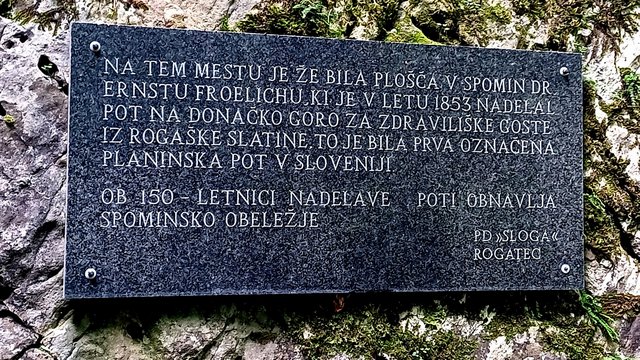 NA TEM MESTU JE ŽE BILA PLOŠČA V SPOMIN DR.
ERNSTU FROELICHU, KI JE V LETU 1853 NADELAL
POT NA DONAČKO GORO ZA ZDRAVILIŠKE GOSTE
IZ ROGAŠKE SLATINE. TO JE BILA PRVA OZNAČENA
PLANINSKA POT V SLOVENIJI.
OB 150 - LETNICI NADELAVE POTI OBNAVLJA
SPOMINSKO OBELEŽJE
PD »SLOGA«
ROGATEC